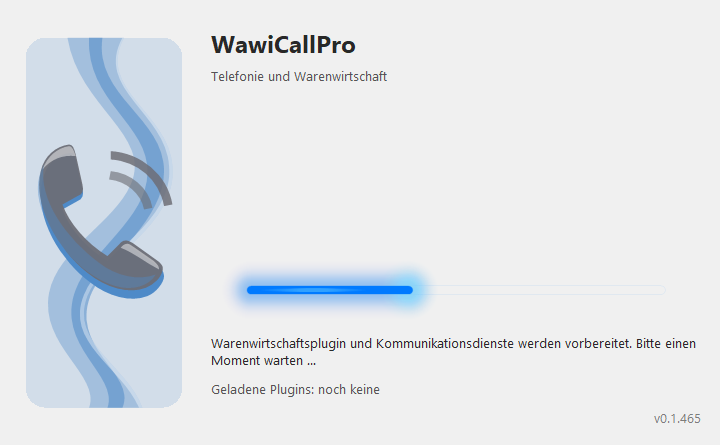 WawiCallPro
Telefonie und Warenwirtschaft
Warenwirtschaftsplugin und Kommunikationsdienste werden vorbereitet. Bitte einen
Moment warten ...
Geladene Plugins: noch keine
v0.1.465